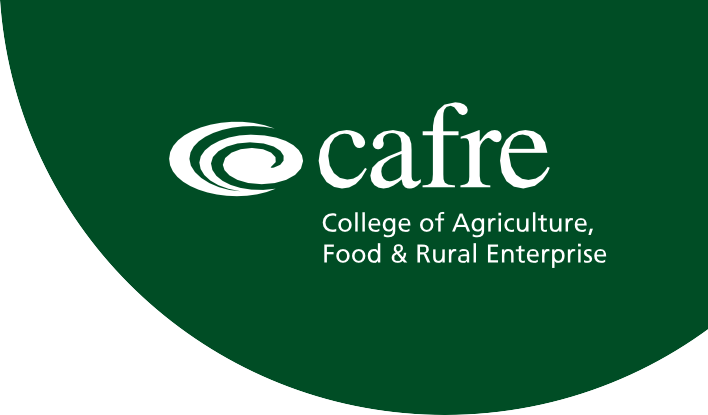 cafre
College of Agriculture,
Food & Rural Enterprise